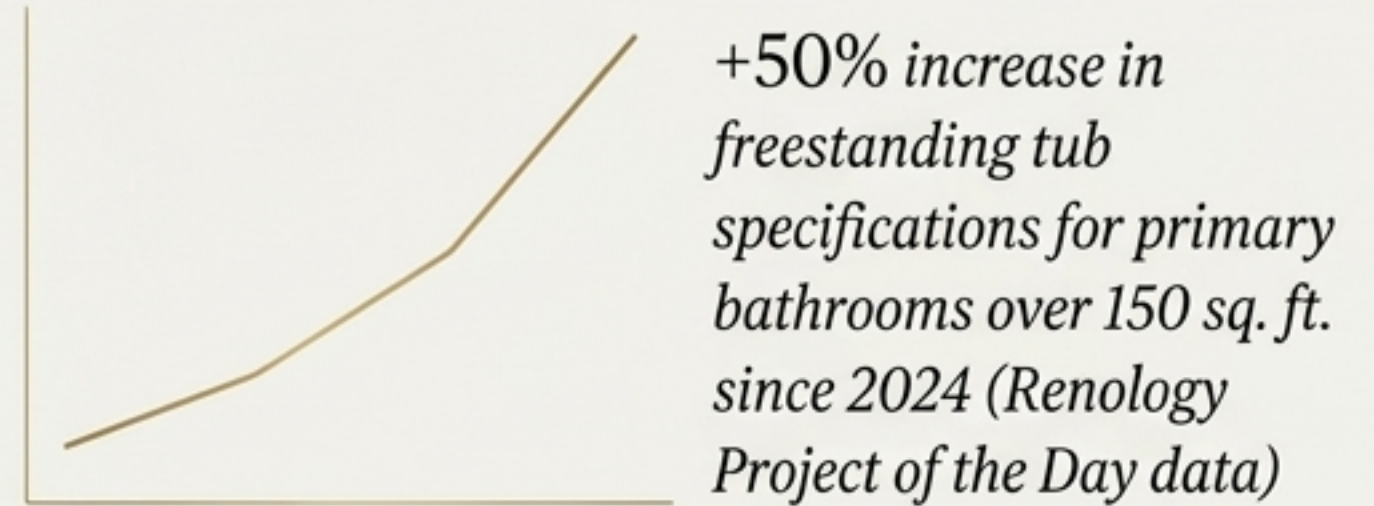 +50% increase in
freestanding tub
specifications for primary
bathrooms over 150 sq. ft.
since 2024 (Renology
Project of the Day data)